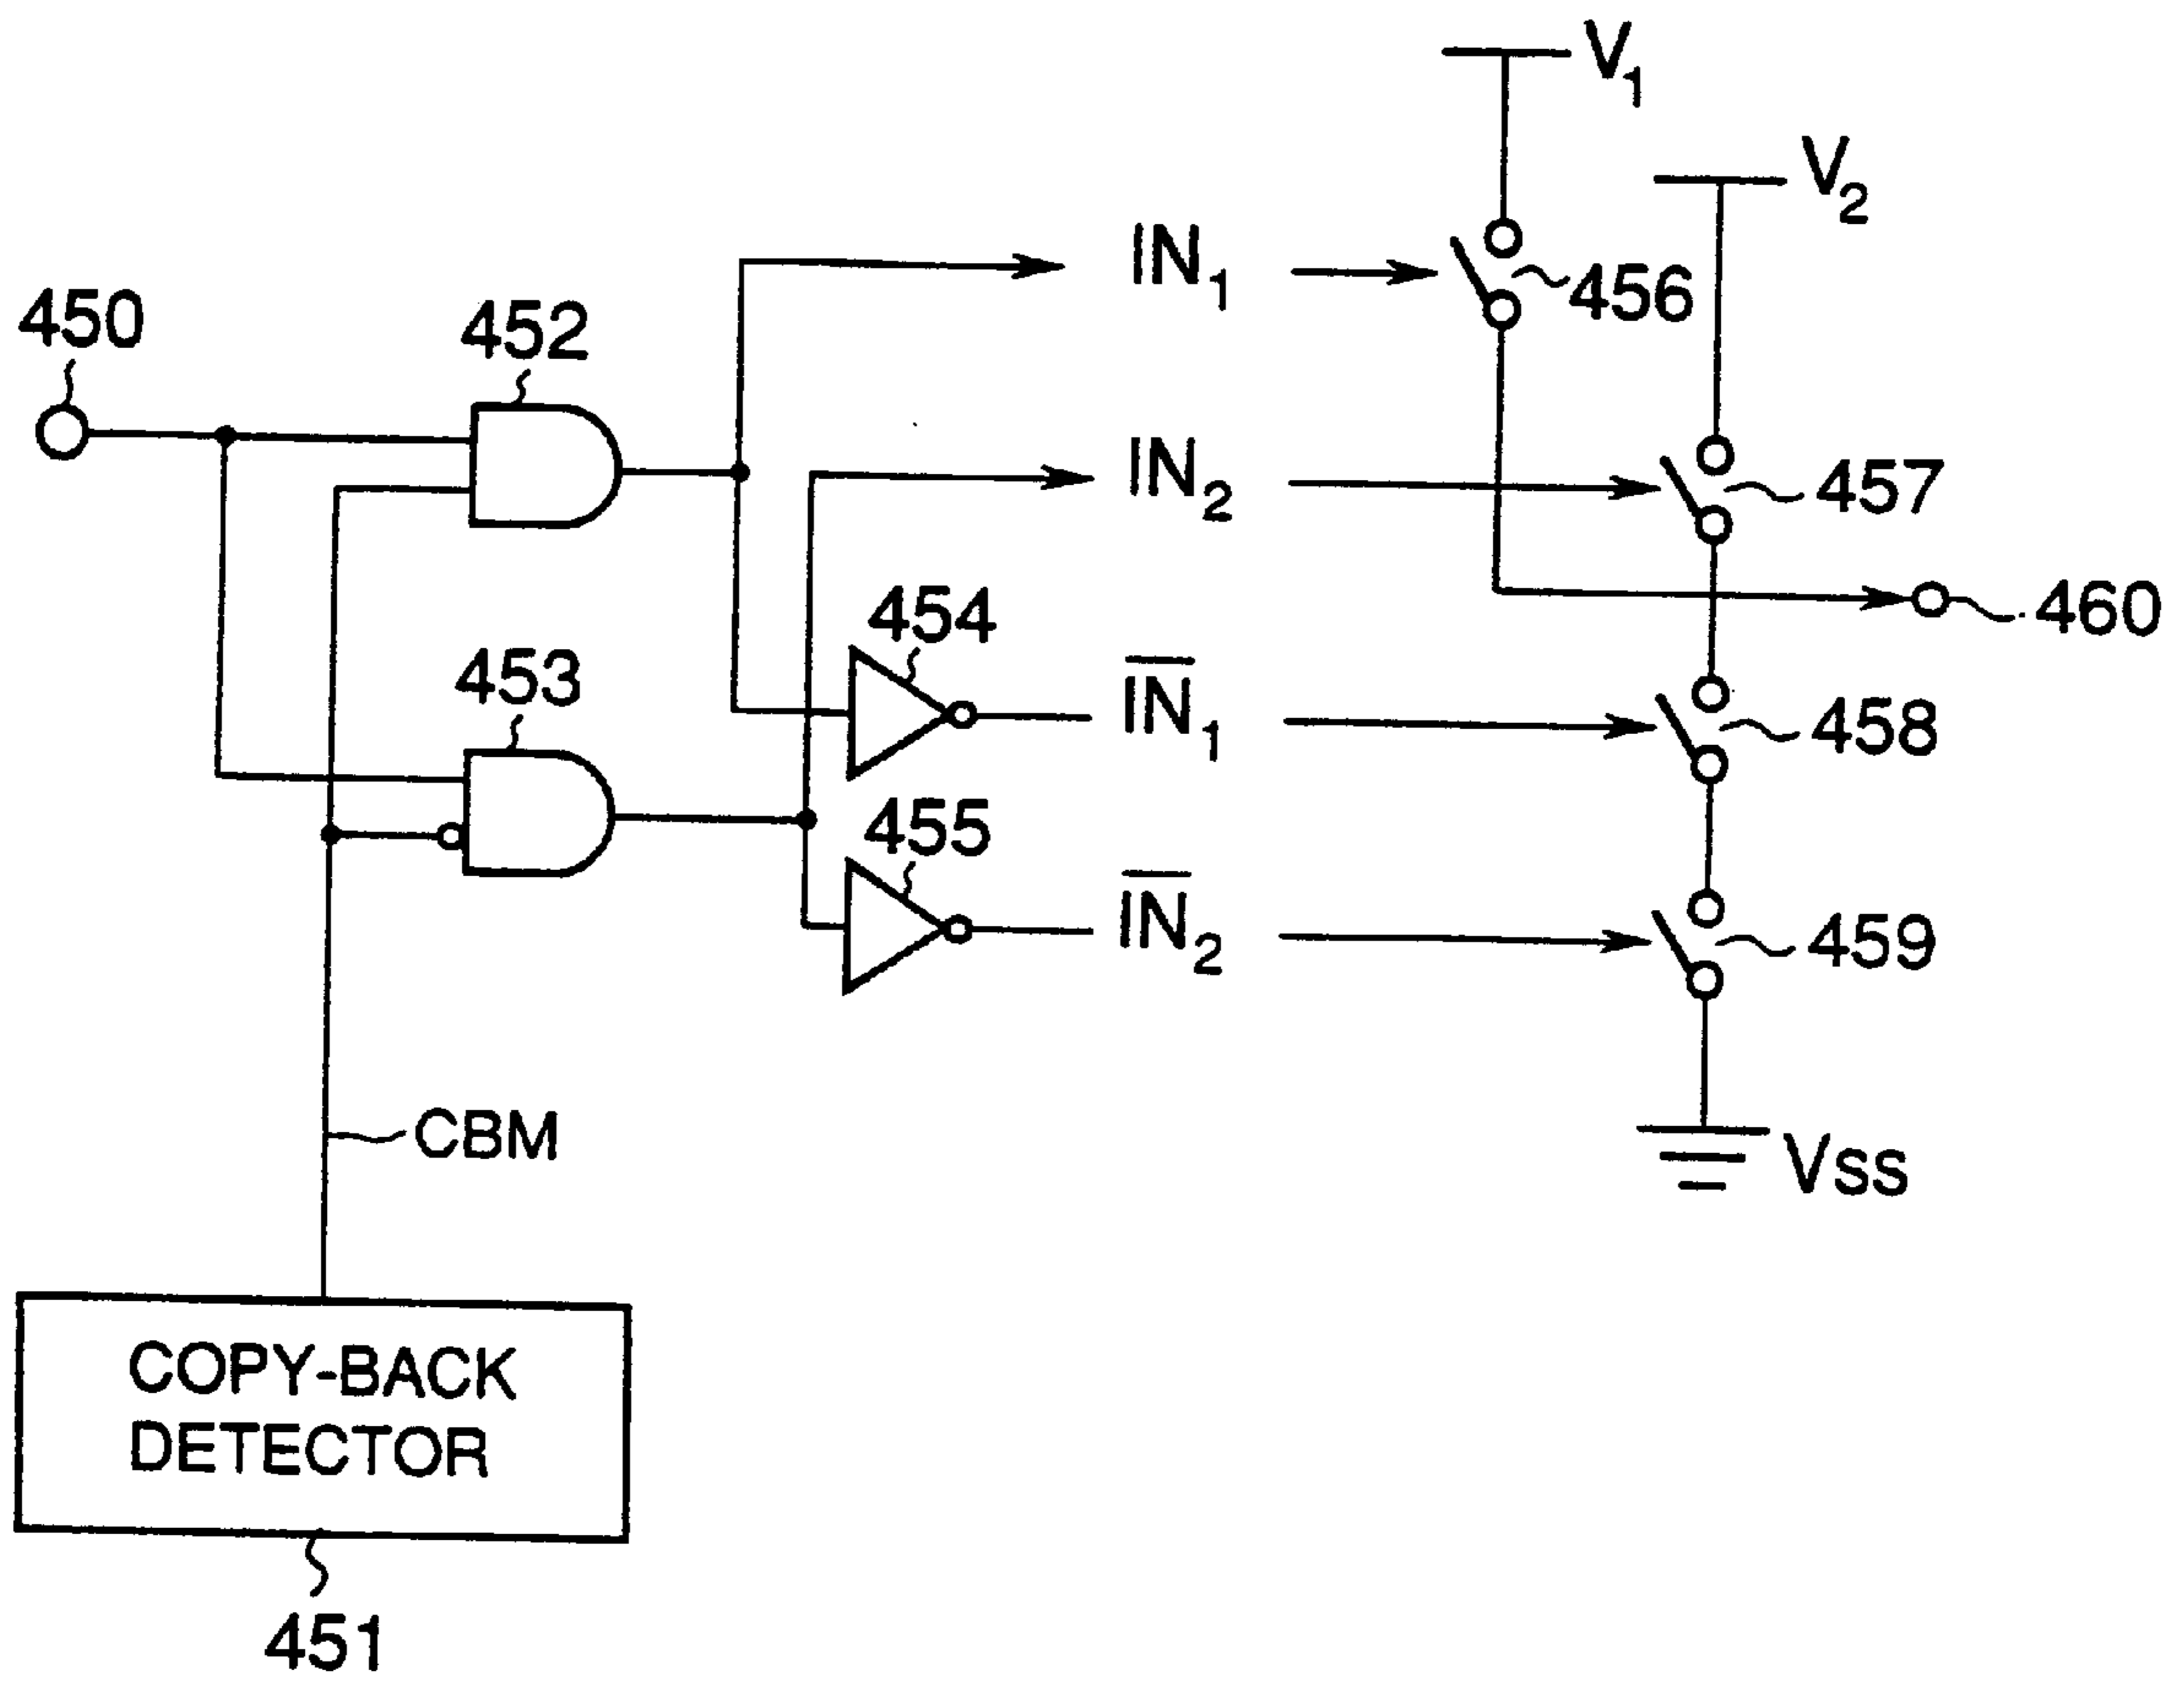 V1
V2
IN1
456
450
452
IN2
457
454
460
453
IN1
458
455
IN2
459
CBM
VSS
COPY-BACK
DETECTOR
451